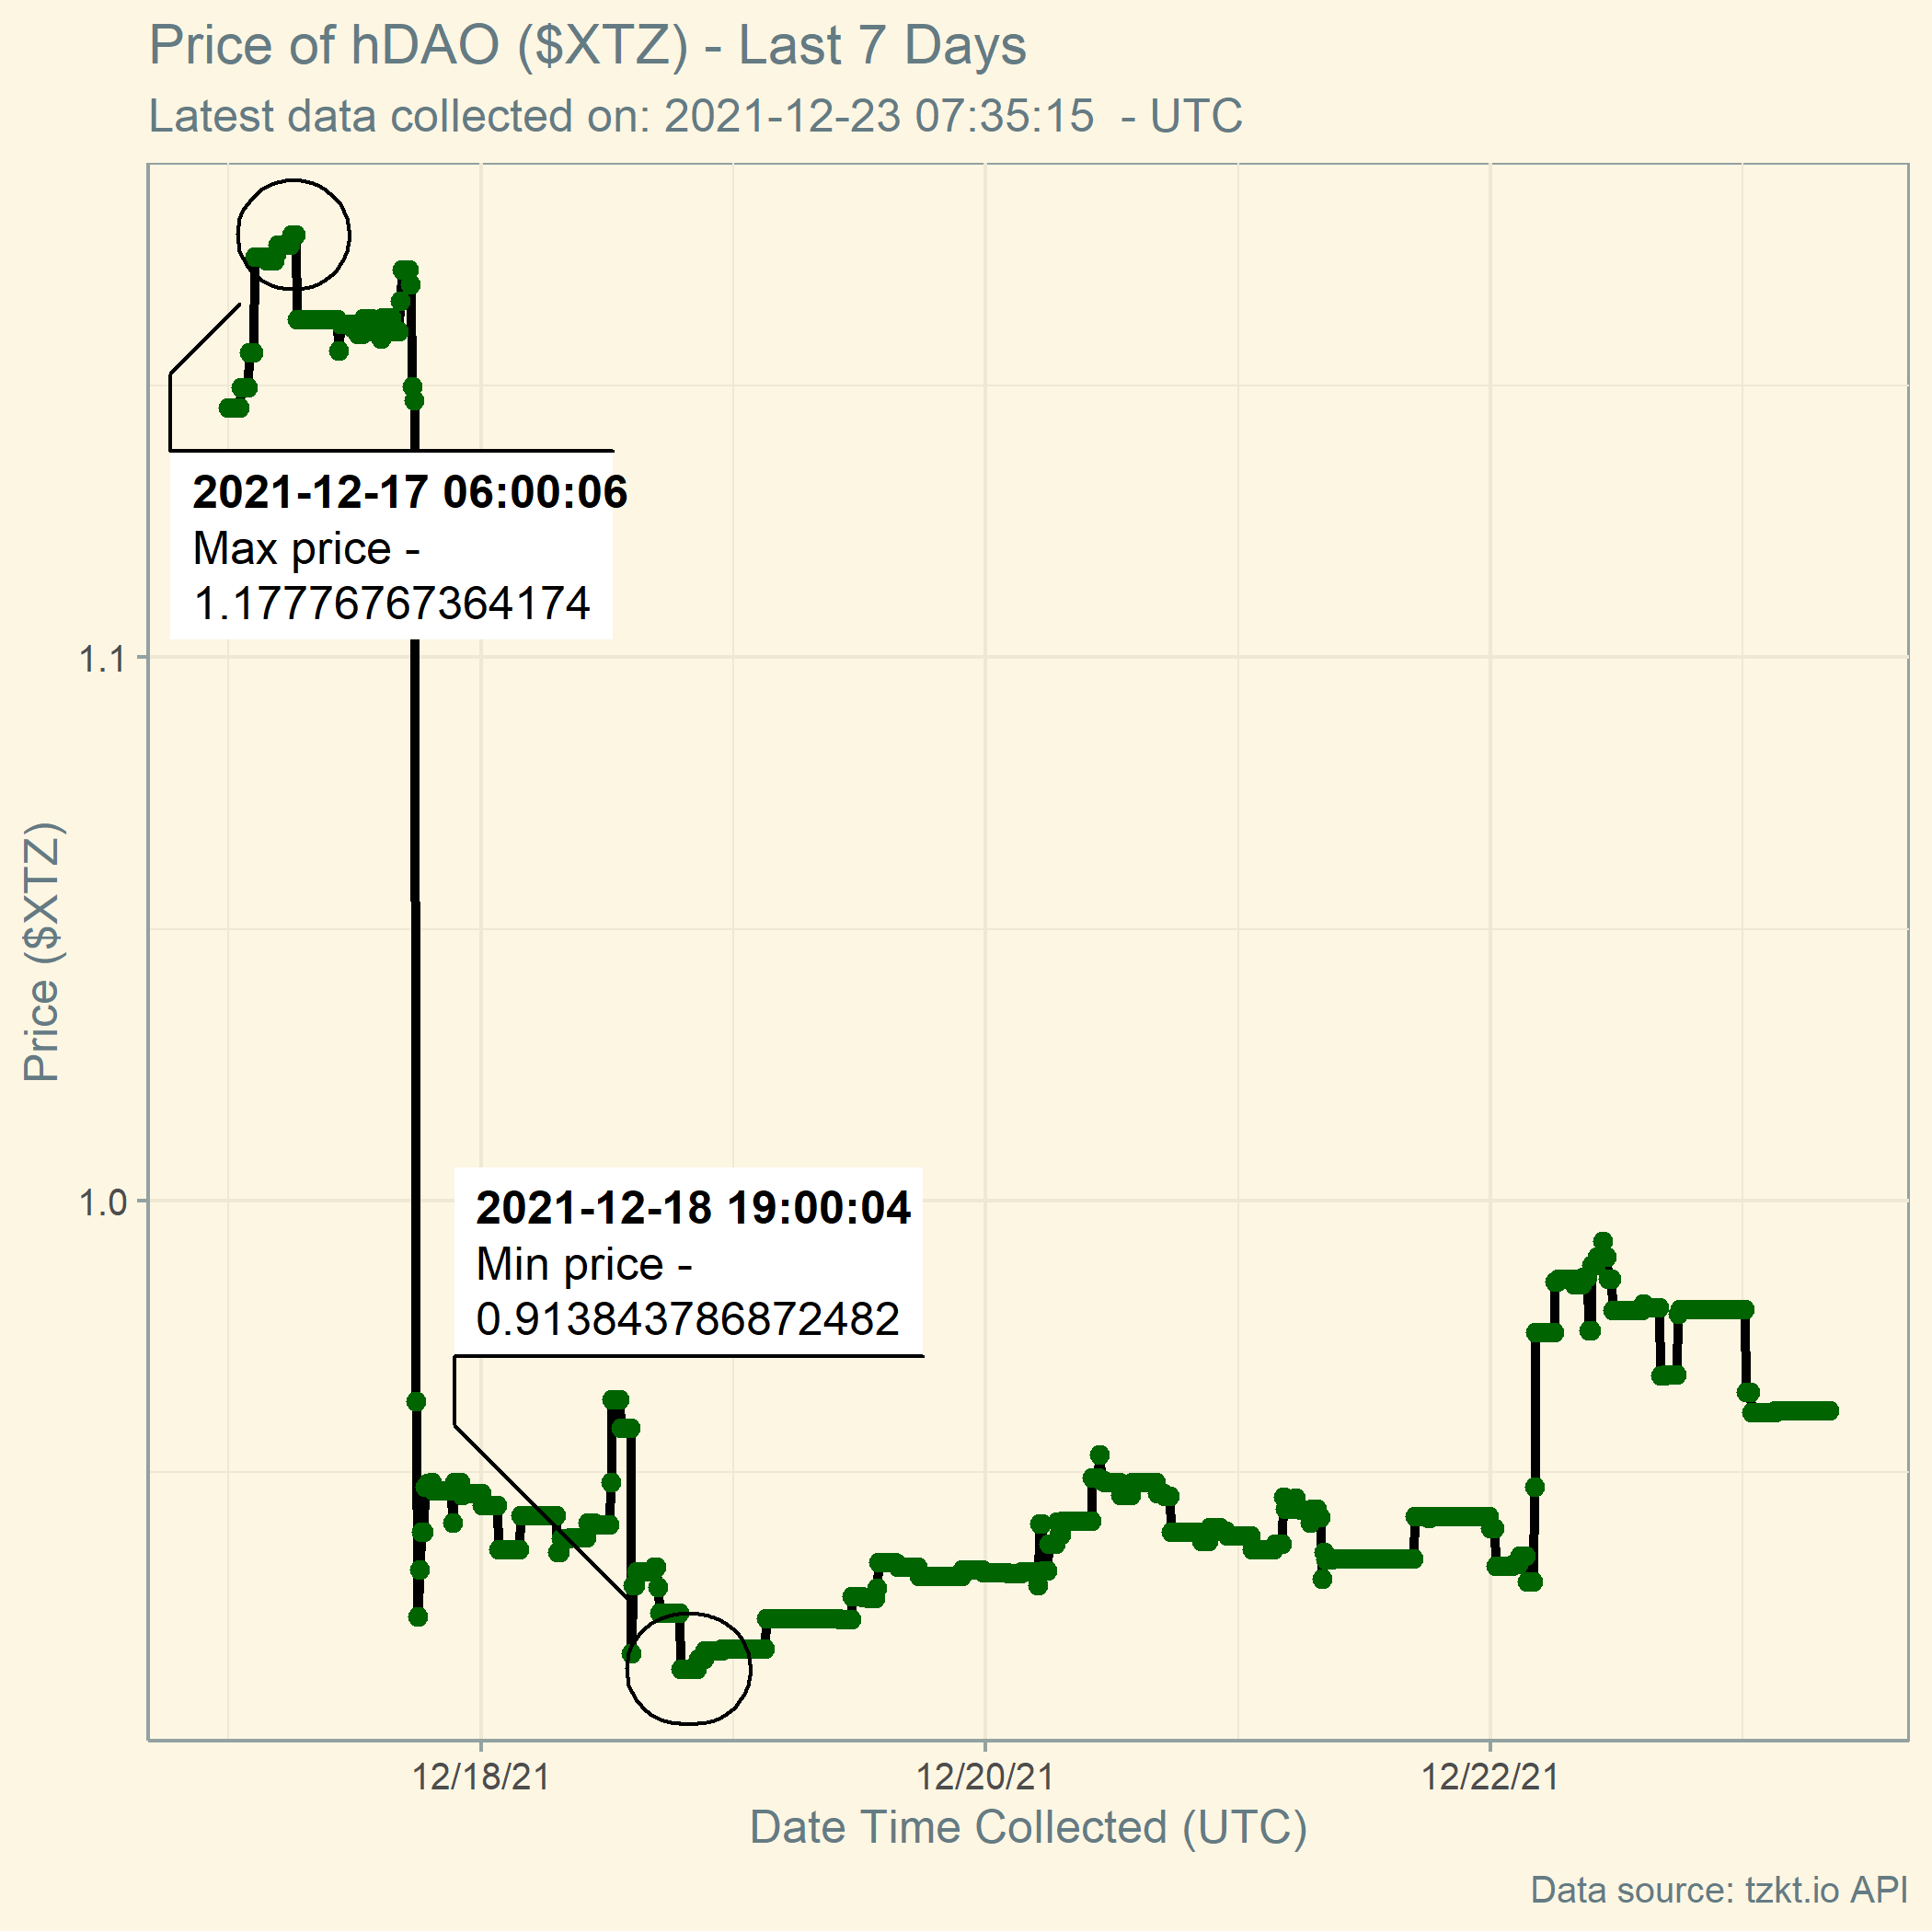 Price of hDAO ($XTZ) - Last 7 Days
Latest data collected on: 2021-12-23 07:35:15  - UTC
2021-12-17 06:00:06
Max price -
1.17776767364174
1.1
Price ($XTZ)
1.0
2021-12-18 19:00:04
Min price -
0.913843786872482
12/18/21
12/20/21
12/22/21
Date Time Collected (UTC)
Data source: tzkt.io API